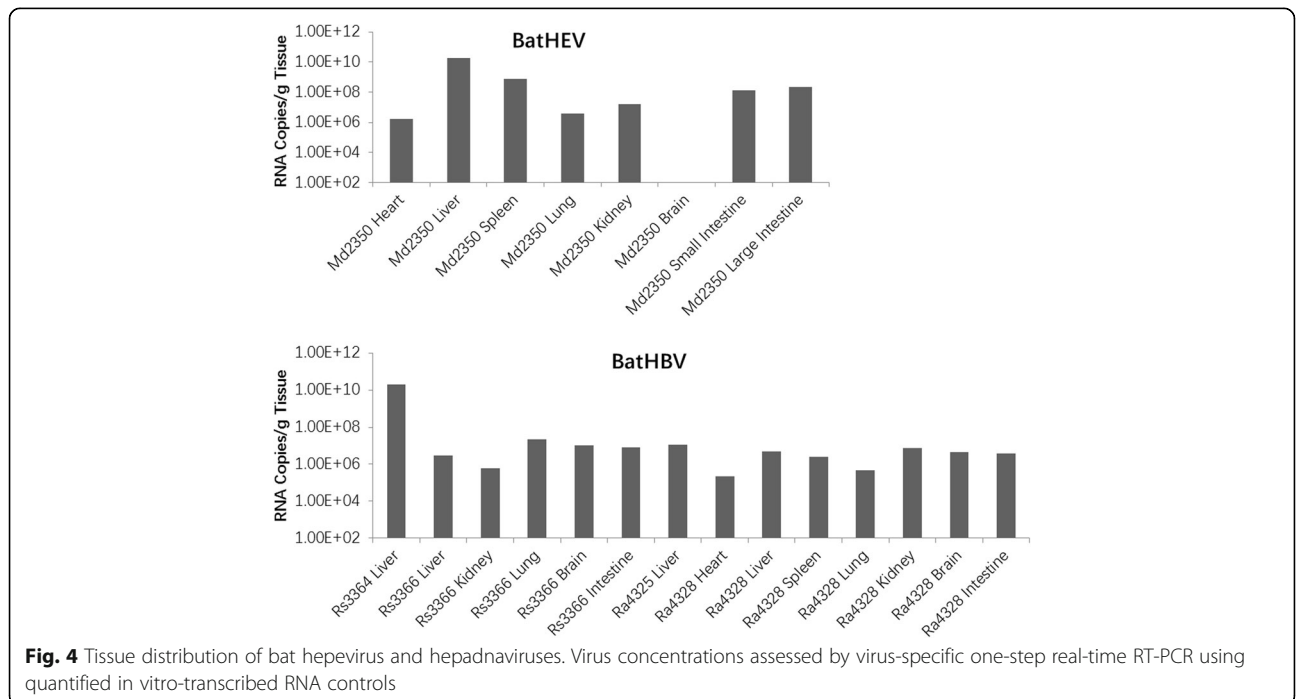 BatHEV
RNA Copies/g Tissue
1.00E+12
1.00E+10
1.00E+08
1.00E+06
1.00E+04
1.00E+02
Md2350 Heart
Md2350 Liver
Md2350 Spleen
Md2350 Lung
Md2350 Kidney
Md2350 Brain
Md2350 Small Intestine
Md2350 Large Intestine
BatHBV
RNA Copies/g Tissue
1.00E+12
1.00E+10
1.00E+08
1.00E+06
1.00E+04
1.00E+02
Rs3364 Liver
Rs3366 Liver
Rs3366 Kidney
Rs3366 Lung
Rs3366 Brain
Rs3366 Intestine
Ra4325 Liver
Ra4328 Heart
Ra4328 Liver
Ra4328 Spleen
Ra4328 Lung
Ra4328 Kidney
Ra4328 Brain
Ra4328 Intestine
Fig. 4 Tissue distribution of bat hepevirus and hepadnaviruses. Virus concentrations assessed by virus-specific one-step real-time RT-PCR using
quantified in vitro-transcribed RNA controls